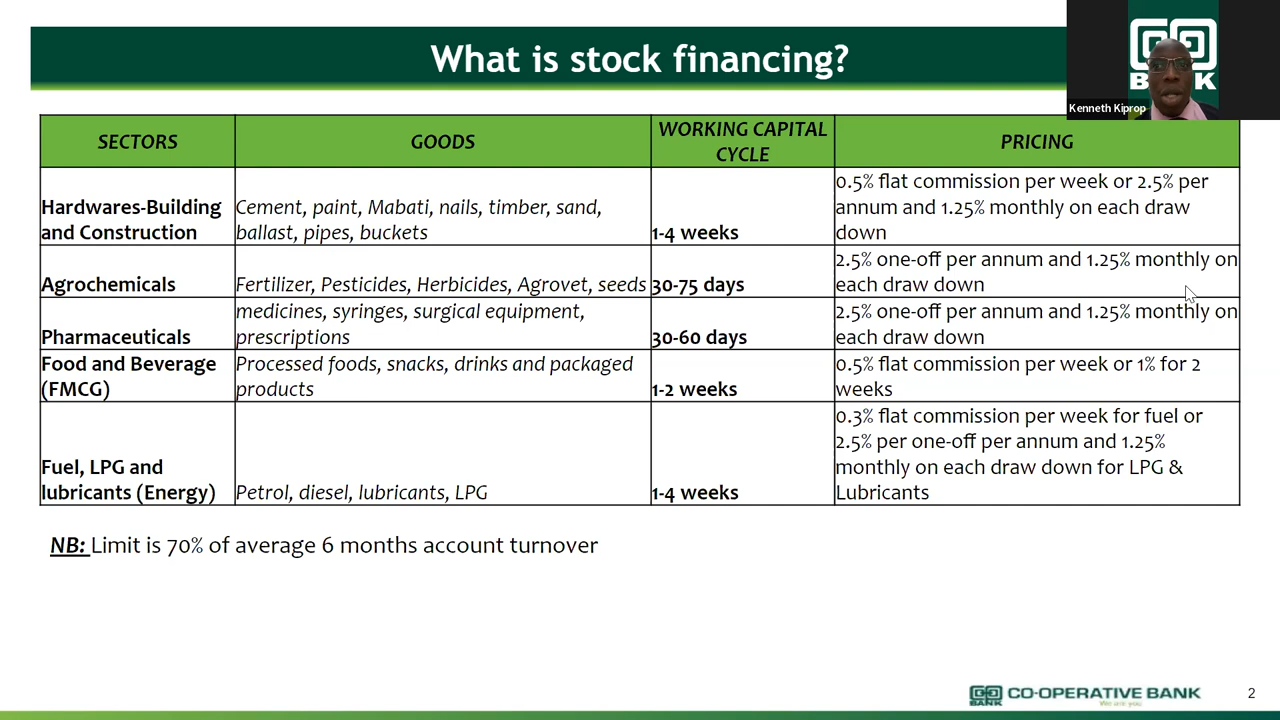 What is stock financing?
BANK
Kenneth Kiprop
SECTORS
GOODS
WORKING CAPITAL
CYCLE
PRICING
Hardwares-Building
and Construction
Cement, paint, Mabati, nails, timber, sand,
ballast, pipes, buckets
1-4 weeks
0.5% flat commission per week or 2.5% per
annum and 1.25% monthly on each draw
down
Agrochemicals
Fertilizer, Pesticides, Herbicides, Agrovet, seeds
30-75 days
2.5% one-off per annum and 1.25% monthly on
each draw down
Pharmaceuticals
medicines, syringes, surgical equipment,
prescriptions
30-60 days
2.5% one-off per annum and 1.25% monthly on
each draw down
Food and Beverage
(FMCG)
Processed foods, snacks, drinks and packaged
products
1-2 weeks
0.5% flat commission per week or 1% for 2
weeks
Fuel, LPG and
lubricants (Energy)
Petrol, diesel, lubricants, LPG
1-4 weeks
0.3% flat commission per week for fuel or
2.5% per one-off per annum and 1.25%
monthly on each draw down for LPG &
Lubricants
NB: Limit is 70% of average 6 months account turnover
BANK
CO-OPERATIVE BANK
We are you
2